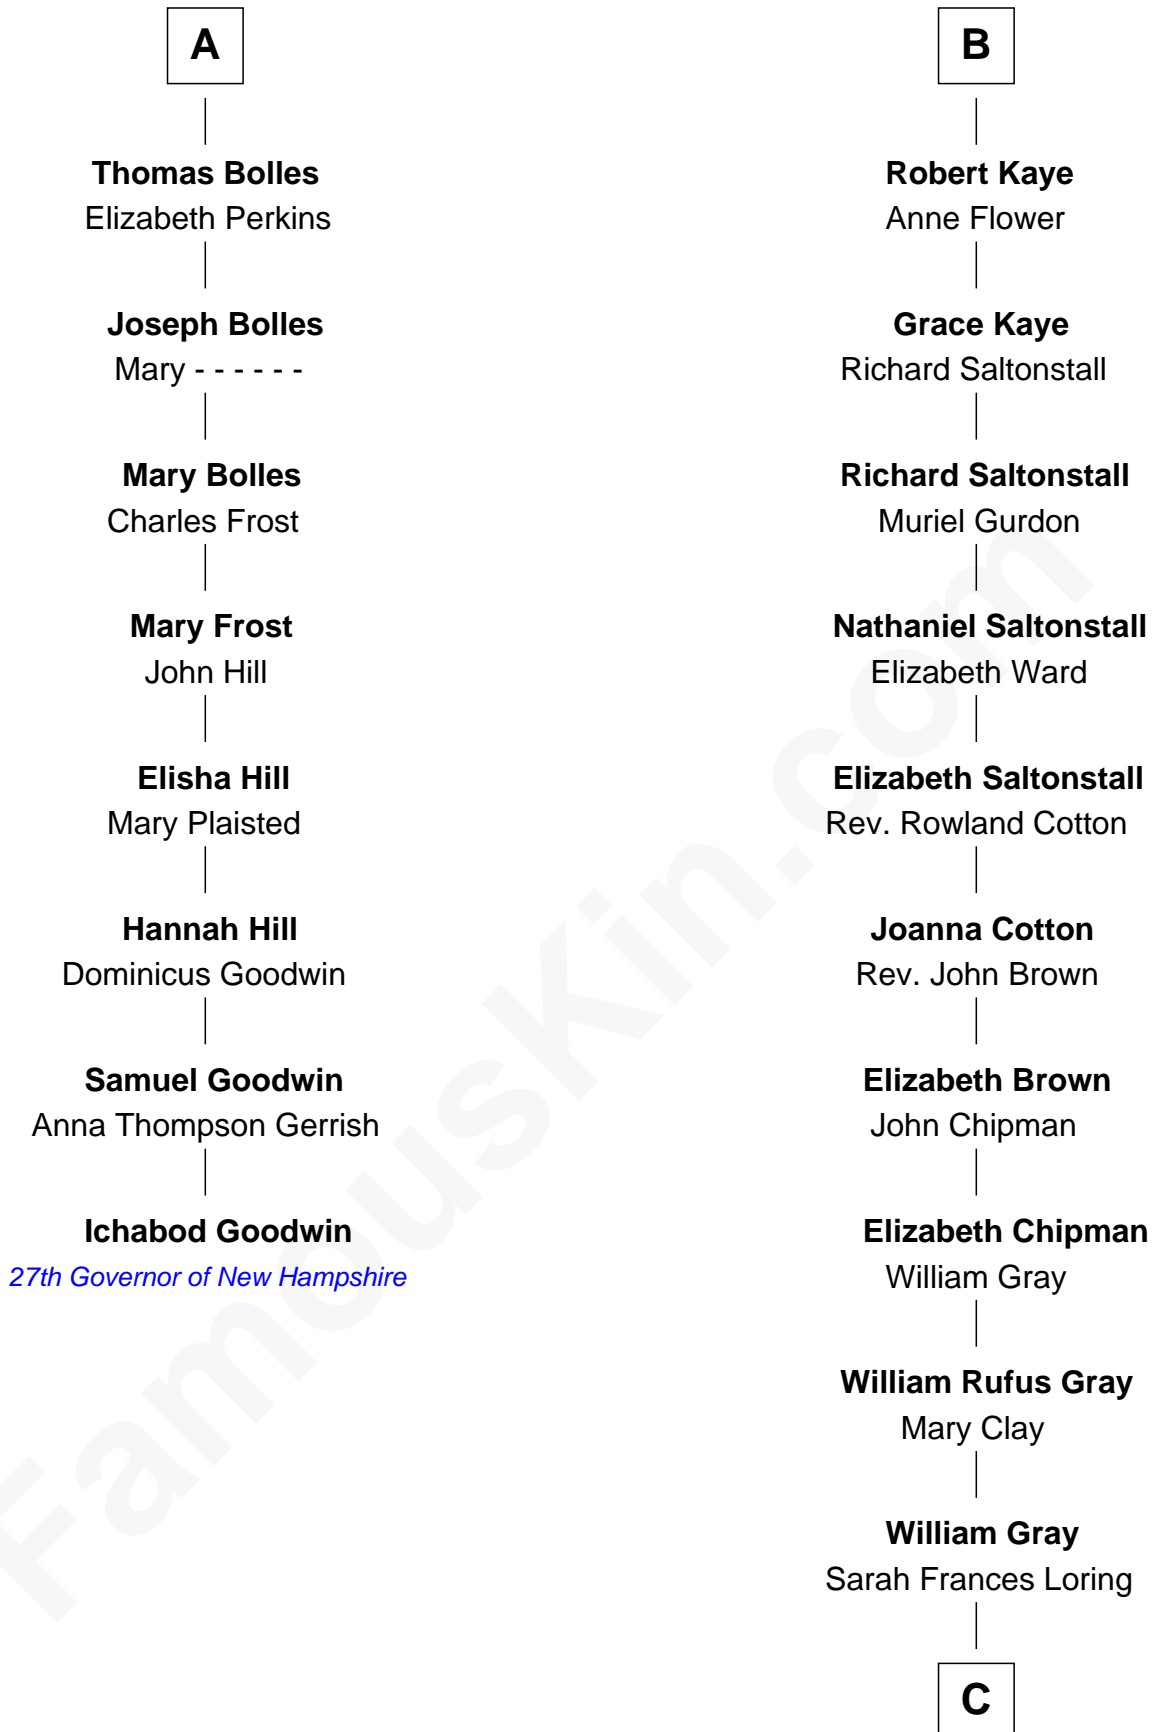 A
Thomas Bolles
Elizabeth Perkins
Joseph Bolles
Mary - - - - - -
Mary Bolles
Charles Frost
Mary Frost
John Hill
Elisha Hill
Mary Plaisted
Hannah Hill
Dominicus Goodwin
Samuel Goodwin
Anna Thompson Gerrish
Ichabod Goodwin
27th Governor of New Hampshire
B
Robert Kaye
Anne Flower
Grace Kaye
Richard Saltonstall
Richard Saltonstall
Muriel Gurdon
Nathaniel Saltonstall
Elizabeth Ward
Elizabeth Saltonstall
Rev. Rowland Cotton
Joanna Cotton
Rev. John Brown
Elizabeth Brown
John Chipman
Elizabeth Chipman
William Gray
William Rufus Gray
Mary Clay
William Gray
Sarah Frances Loring
C
FamousKin.com